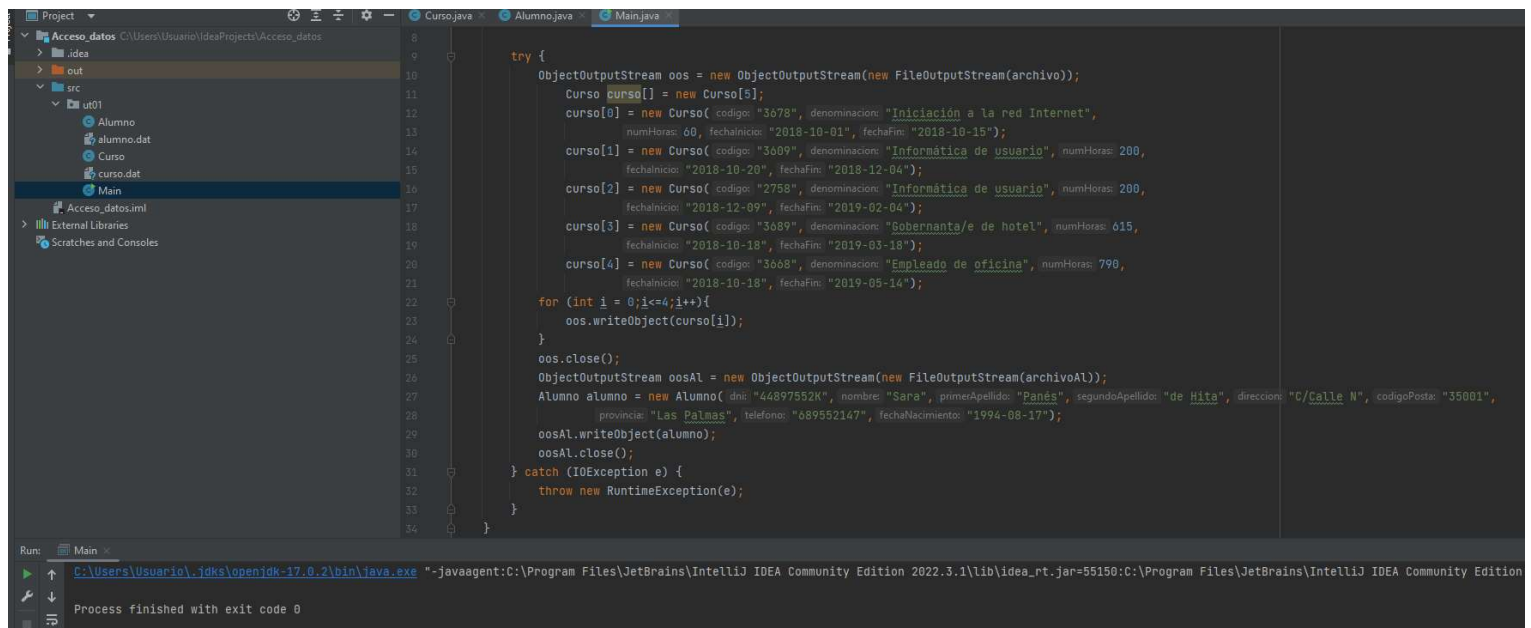 Project
Curso.java
Alumno.java
Main.java
Acceso_datos C:\Users\Usuario\IdeaProjects\Acceso_datos
.idea
out
src
ut01
Alumno
alumno.dat
Curso
curso.dat
Main
Acceso_datos.iml
External Libraries
Scratches and Consoles
8
9 try {
10 ObjectOutputStream oos = new ObjectOutputStream(new FileOutputStream(archivo));
11 Curso curso[] = new Curso[5];
12 curso[0] = new Curso( codigo: "3678", denominacion: "Iniciación a la red Internet",
13 numHoras: 60, fechaInicio: "2018-10-01", fechaFin: "2018-10-15");
14 curso[1] = new Curso( codigo: "3609", denominacion: "Informática de usuario", numHoras: 200,
15 fechaInicio: "2018-10-20", fechaFin: "2018-12-04");
16 curso[2] = new Curso( codigo: "2758", denominacion: "Informática de usuario", numHoras: 200,
17 fechaInicio: "2018-12-09", fechaFin: "2019-02-04");
18 curso[3] = new Curso( codigo: "3689", denominacion: "Gobernanta/e de hotel", numHoras: 615,
19 fechaInicio: "2018-10-18", fechaFin: "2019-03-18");
20 curso[4] = new Curso( codigo: "3668", denominacion: "Empleado de oficina", numHoras: 790,
21 fechaInicio: "2018-10-18", fechaFin: "2019-05-14");
22 for (int i = 0;i<=4;i++){
23 oos.writeObject(curso[i]);
24 }
25 oos.close();
26 ObjectOutputStream oosAl = new ObjectOutputStream(new FileOutputStream(archivoAl));
27 Alumno alumno = new Alumno( dni: "44897552K", nombre: "Sara", primerApellido: "Panés", segundoApellido: "de Hita", direccion: "C/Calle N", codigoPosta: "35001",
28 provincia: "Las Palmas", telefono: "689552147", fechaNacimiento: "1994-08-17");
29 oosAl.writeObject(alumno);
30 oosAl.close();
31 } catch (IOException e) {
32 throw new RuntimeException(e);
33 }
34 }
Run: Main
C:\Users\Usuario\.jdks\openjdk-17.0.2\bin\java.exe "-javaagent:C:\Program Files\JetBrains\IntelliJ IDEA Community Edition 2022.3.1\lib\idea_rt.jar=55150:C:\Program Files\JetBrains\IntelliJ IDEA Community Edition
Process finished with exit code 0